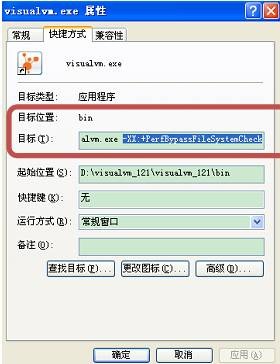 visualvm.exe 属性
常规 快捷方式 兼容性
visualvm.exe
目标类型: 应用程序
目标位置: bin
目标(T): alvm.exe -XX:+PerfBypassFileSystemCheck
起始位置(S): D:\visualvm_121\visualvm_121\bin
快捷键(K): 无
运行方式(R): 常规窗口
备注(O):
查找目标(F)... 更改图标(C)... 高级(D)...
确定 取消 应用(A)